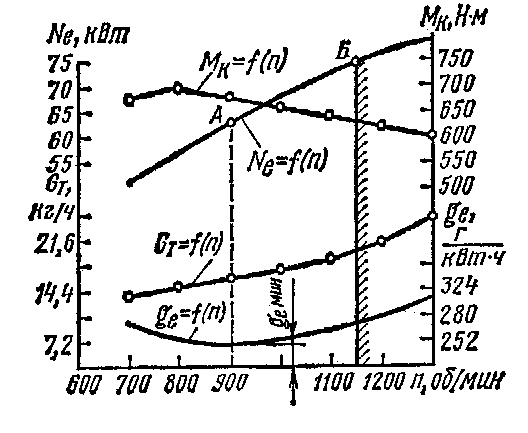 Ne, кВт
Mк, Н·м
75
70
65
60
55
Gт,
кг/ч
21,6
14,4
7,2
750
700
650
600
550
500
ge,
г
кВт·ч
324
280
252
Mк=f(n)
А
Б
Ne=f(n)
Gт=f(n)
ge=f(n)
ge мин
600 700 800 900 1100 1200 n, об/мин